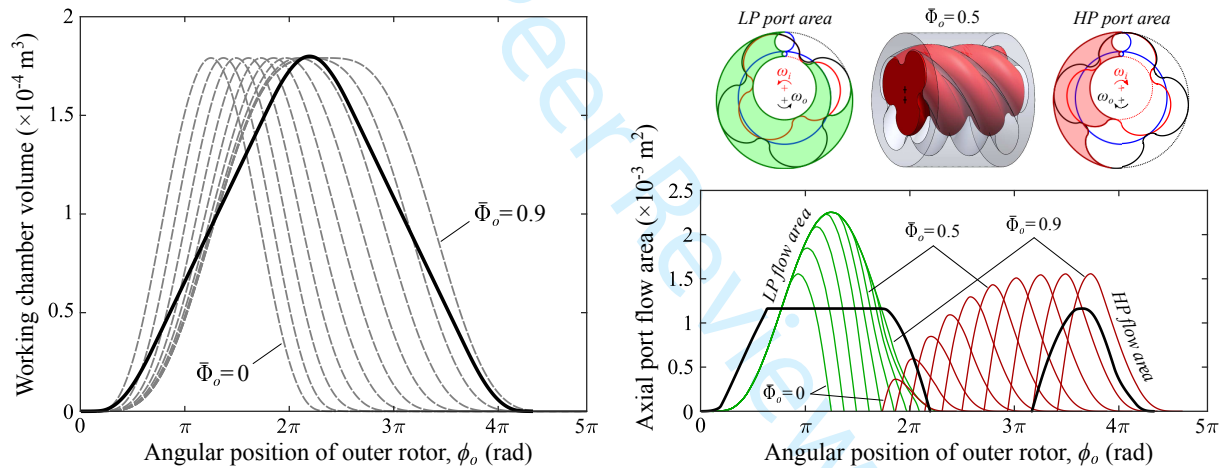 Working chamber volume (×10⁻⁴ m³)
2
1.5
1
0.5
0
Φ̄ₒ=0.9
Φ̄ₒ=0
0
π
2π
3π
4π
5π
Angular position of outer rotor, ϕₒ (rad)
LP port area
Φ̄ₒ=0.5
HP port area
ωᵢ
ωₒ
ωᵢ
ωₒ
Axial port flow area (×10⁻³ m²)
2.5
2
1.5
1
0.5
0
LP flow area
Φ̄ₒ=0.5
Φ̄ₒ=0.9
HP flow area
Φ̄ₒ=0
0
π
2π
3π
4π
5π
Angular position of outer rotor, ϕₒ (rad)
eer Review